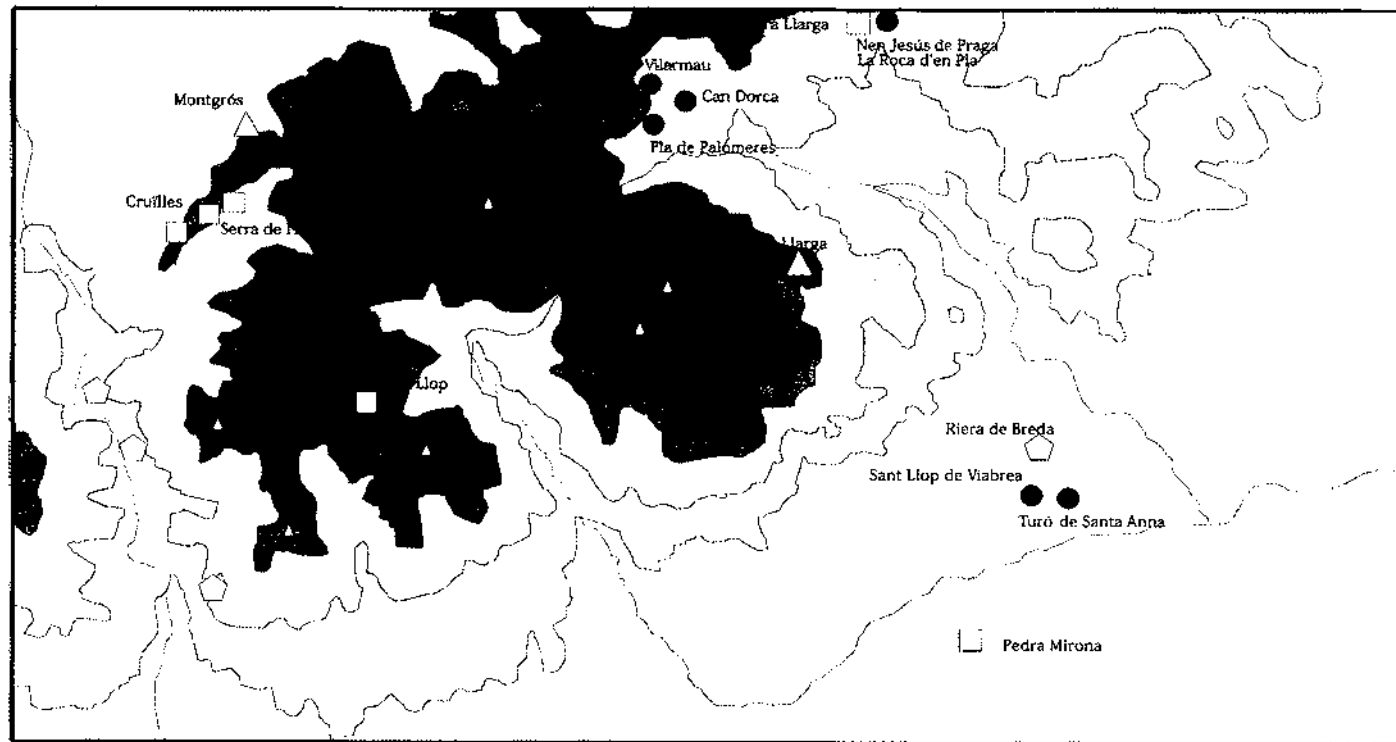 Llarga
Nen Jesús de Praga
La Roca d'en Pla
Vilarmau
Can Dorca
Montgrós
Pla de Palomeres
Cruïlles
Serra de
Llarga
Llop
Riera de Breda
Sant Llop de Viabrea
Turó de Santa Anna
Pedra Mirona